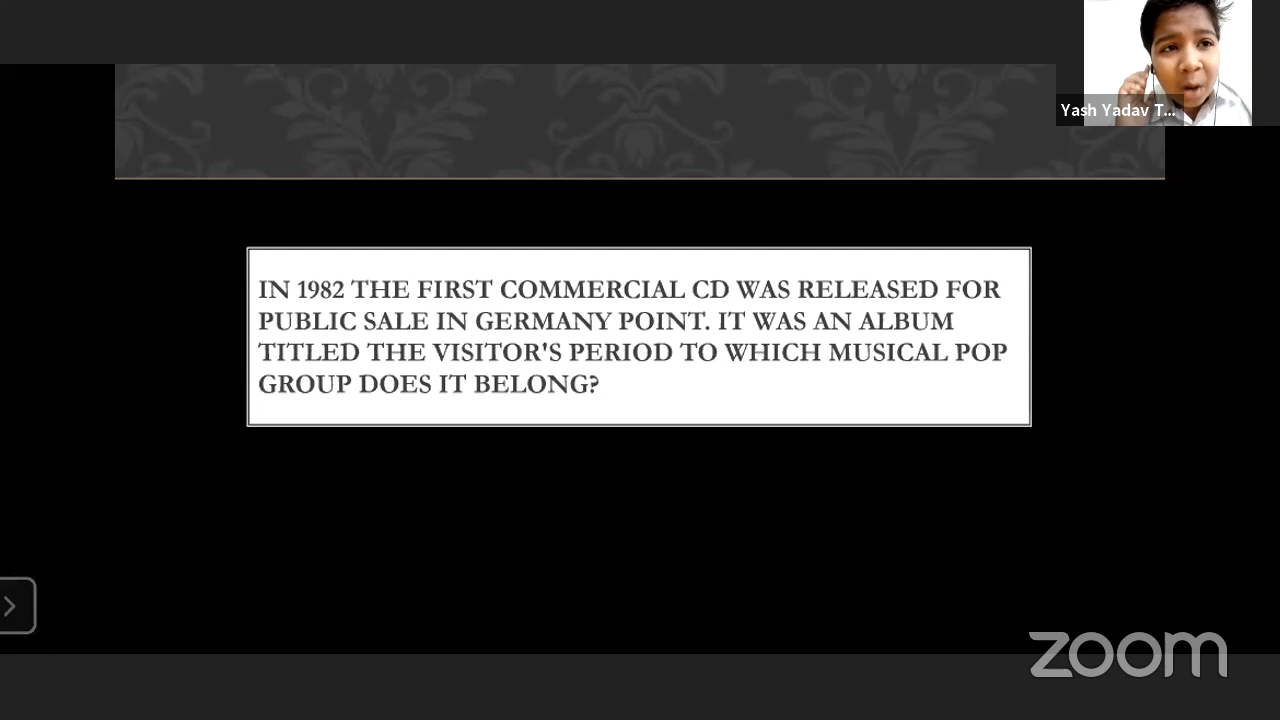 Yash Yadav T...
IN 1982 THE FIRST COMMERCIAL CD WAS RELEASED FOR
PUBLIC SALE IN GERMANY POINT. IT WAS AN ALBUM
TITLED THE VISITOR'S PERIOD TO WHICH MUSICAL POP
GROUP DOES IT BELONG?
zoom